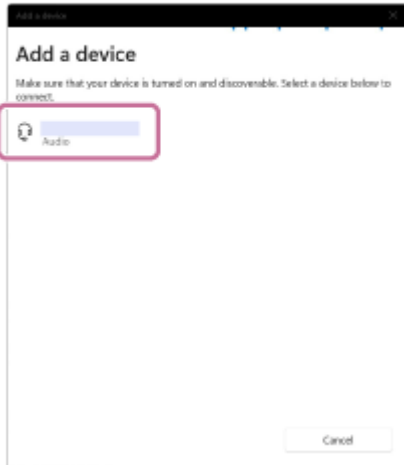 Add a device
Add a device
Make sure that your device is turned on and discoverable. Select a device below to
connect.
Audio
Cancel